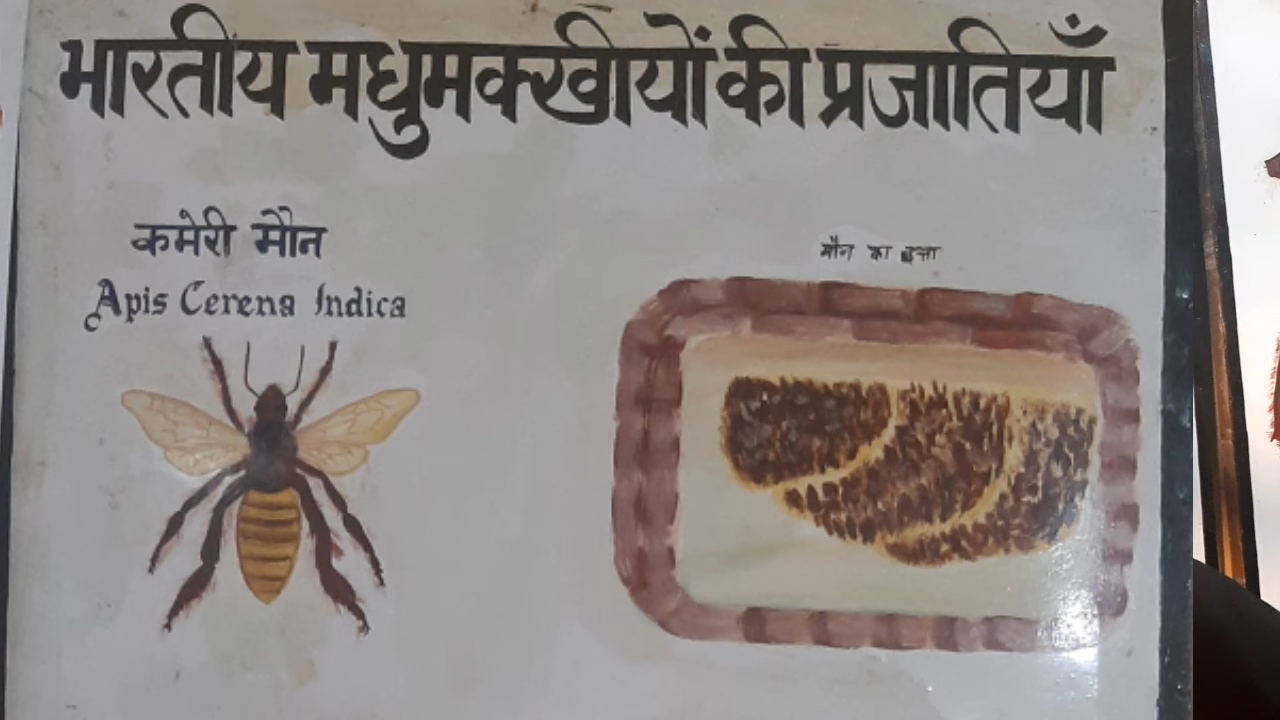 भारतीय मधुमक्खीयों की प्रजातियाँ
कमेरी मौन
Apis Cerena Indica
मौन का छत्ता